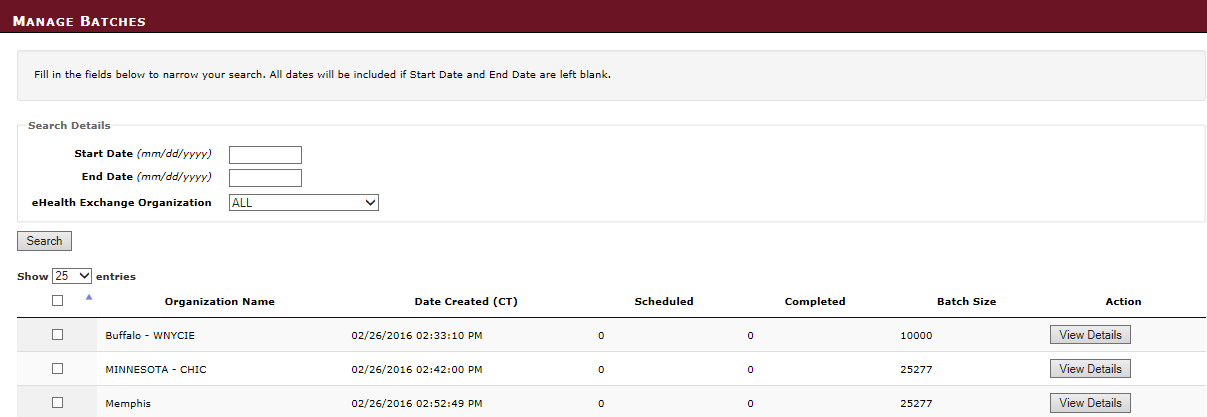 MANAGE BATCHES
Fill in the fields below to narrow your search. All dates will be included if Start Date and End Date are left blank.
Search Details
Start Date (mm/dd/yyyy)
End Date (mm/dd/yyyy)
eHealth Exchange Organization ALL
Search
Show 25 entries
Organization Name Date Created (CT) Scheduled Completed Batch Size Action
Buffalo - WNYCIE 02/26/2016 02:33:10 PM 0 0 10000 View Details
MINNESOTA - CHIC 02/26/2016 02:42:00 PM 0 0 25277 View Details
Memphis 02/26/2016 02:52:49 PM 0 0 25277 View Details